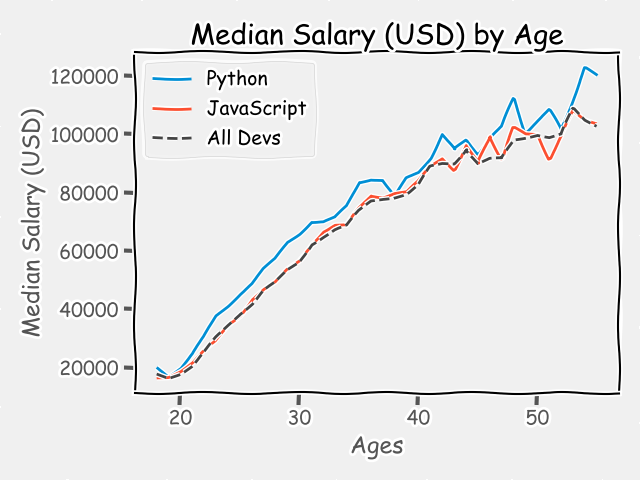 Median Salary (USD) by Age
Python
JavaScript
All Devs
Median Salary (USD)
120000
100000
80000
60000
40000
20000
20
30
40
50
Ages